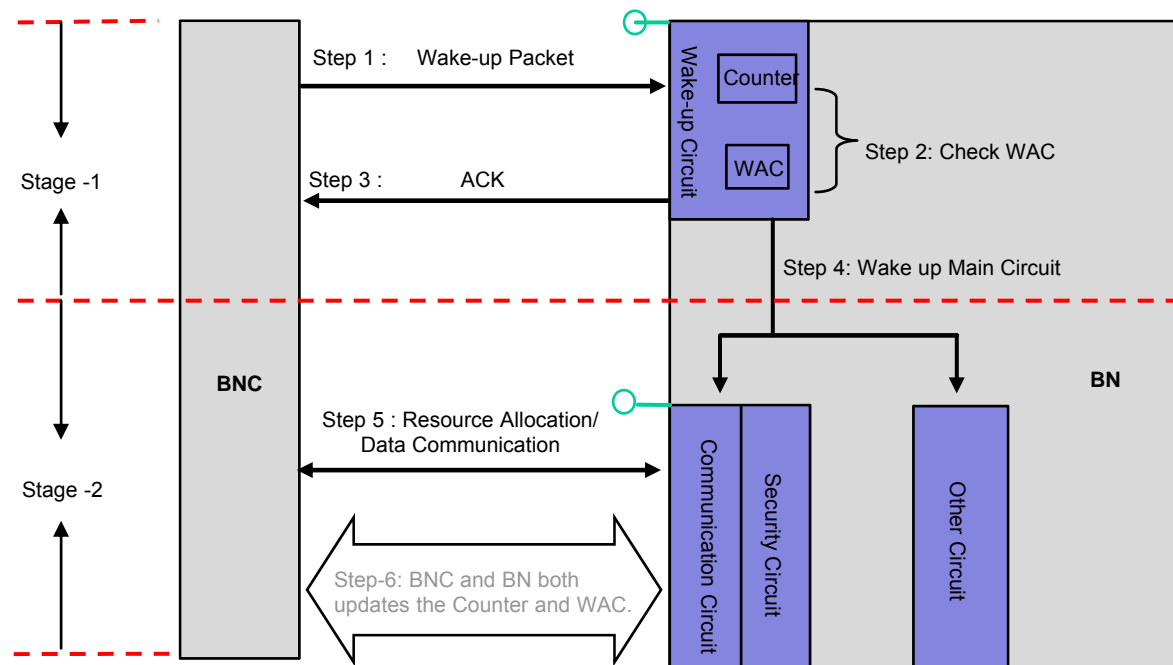 Step 1 : Wake-up Packet
Wake-up Circuit
Counter
WAC
Step 2: Check WAC
Stage -1
Step 3 : ACK
Step 4: Wake up Main Circuit
BNC
BN
Step 5 : Resource Allocation/
Data Communication
Stage -2
Communication Circuit
Security Circuit
Other Circuit
Step-6: BNC and BN both
updates the Counter and WAC.